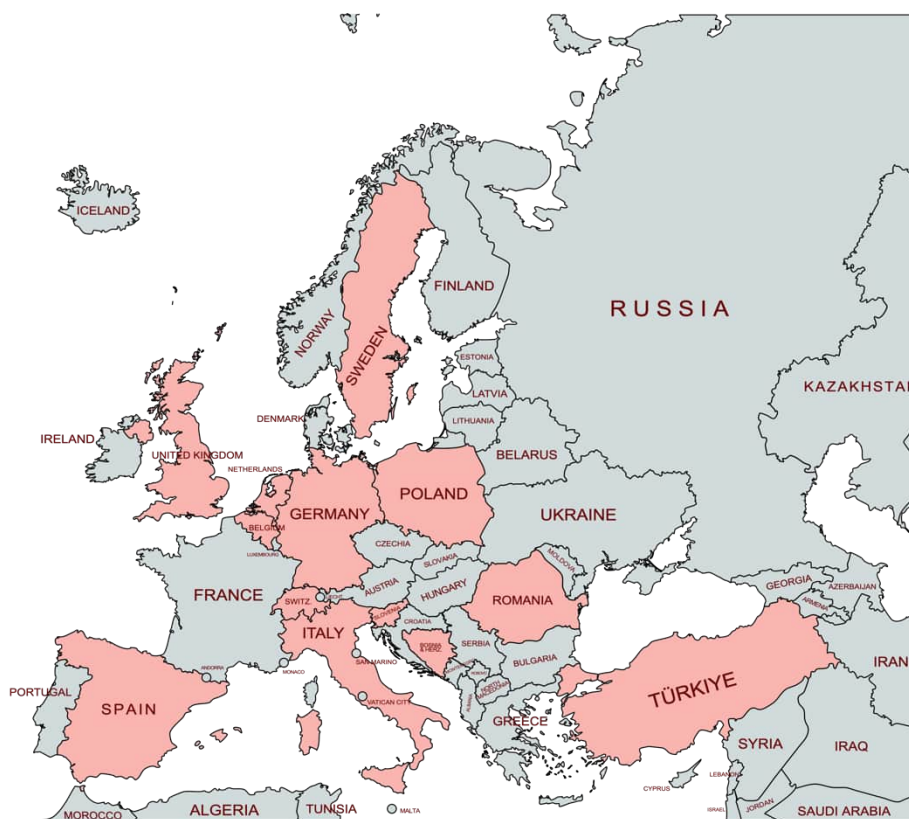 ICELAND
RUSSIA
FINLAND
NORWAY
SWEDEN
ESTONIA
KAZAKHSTAN
LATVIA
DENMARK
LITHUANIA
IRELAND
UNITED KINGDOM
BELARUS
NETHERLANDS
POLAND
GERMANY
UKRAINE
BELGIUM
CZECHIA
LUXEMBOURG
SLOVAKIA
MOLDOVA
AUSTRIA
HUNGARY
GEORGIA
AZERBAIJAN
FRANCE
SWITZ.
ROMANIA
ARMENIA
SLOVENIA
CROATIA
ITALY
BOSNIA
& HERZ.
SERBIA
SAN MARINO
BULGARIA
IRAN
ANDORRA
MONACO
NORTH
MACEDONIA
TÜRKIYE
PORTUGAL
SPAIN
VATICAN CITY
ALBANIA
GREECE
SYRIA
IRAQ
LEBANON
CYPRUS
MOROCCO
ALGERIA
TUNISIA
MALTA
ISRAEL
JORDAN
SAUDI ARABIA